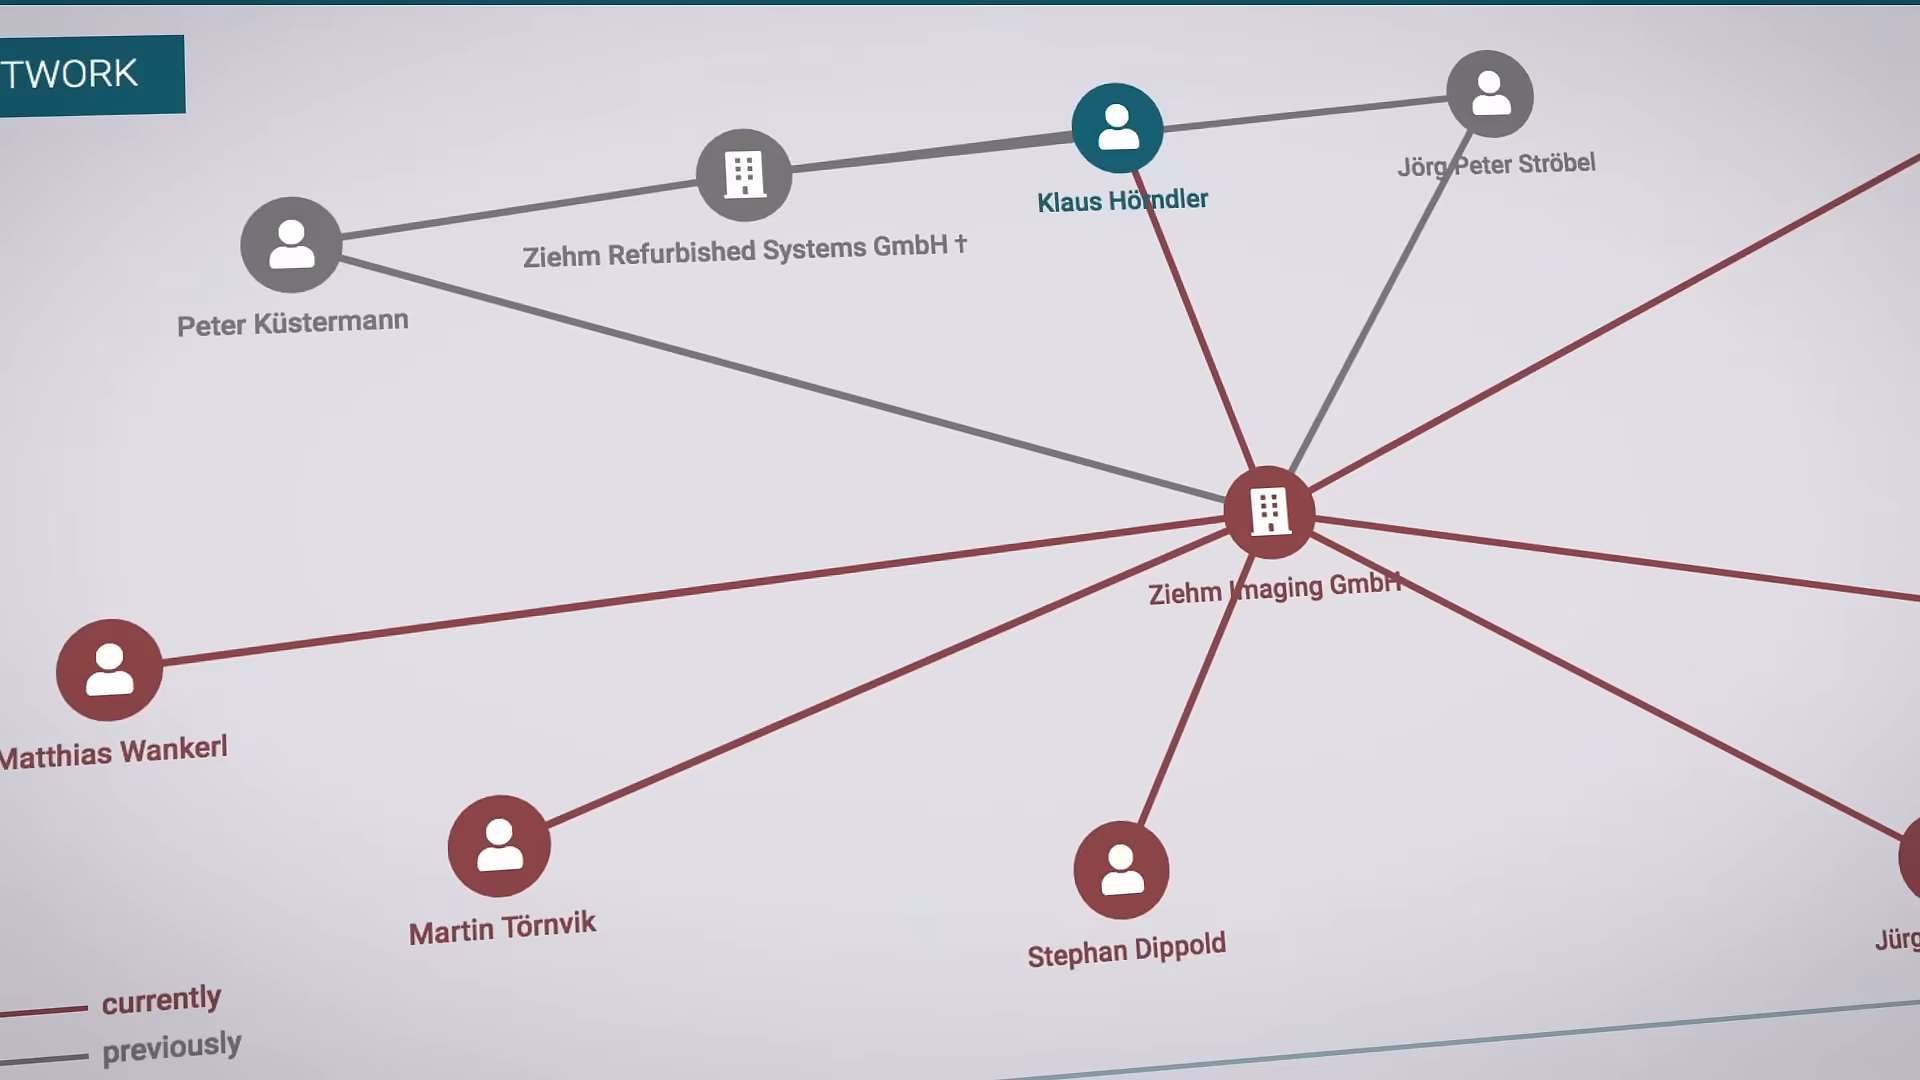 TWORK
Jörg Peter Ströbel
Klaus Hörndler
Ziehm Refurbished Systems GmbH †
Peter Küstermann
Ziehm Imaging GmbH
Matthias Wankerl
Martin Törnvik
Stephan Dippold
Jürg
currently
previously